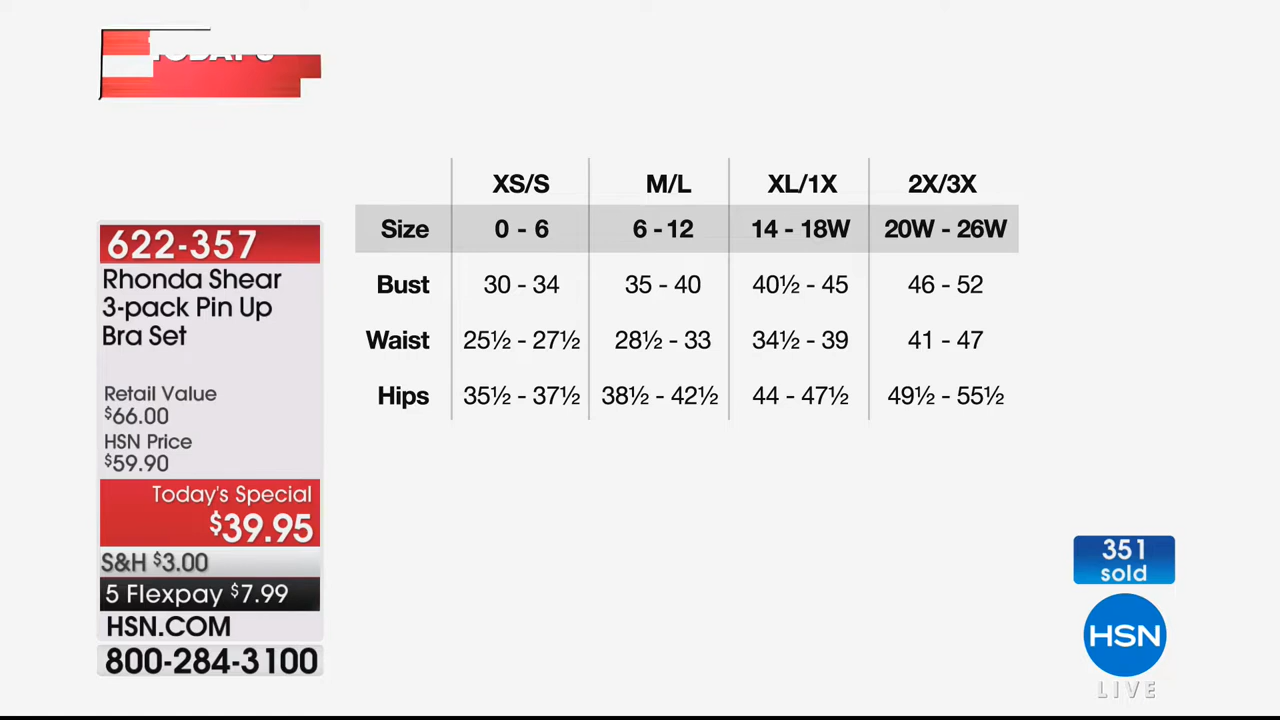 TODAY'S
XS/S M/L XL/1X 2X/3X
Size 0 - 6 6 - 12 14 - 18W 20W - 26W
Bust 30 - 34 35 - 40 40½ - 45 46 - 52
Waist 25½ - 27½ 28½ - 33 34½ - 39 41 - 47
Hips 35½ - 37½ 38½ - 42½ 44 - 47½ 49½ - 55½
622-357
Rhonda Shear
3-pack Pin Up
Bra Set
Retail Value
$66.00
HSN Price
$59.90
Today's Special
$39.95
S&H $3.00
5 Flexpay $7.99
HSN.COM
800-284-3100
351
sold
HSN
LIVE